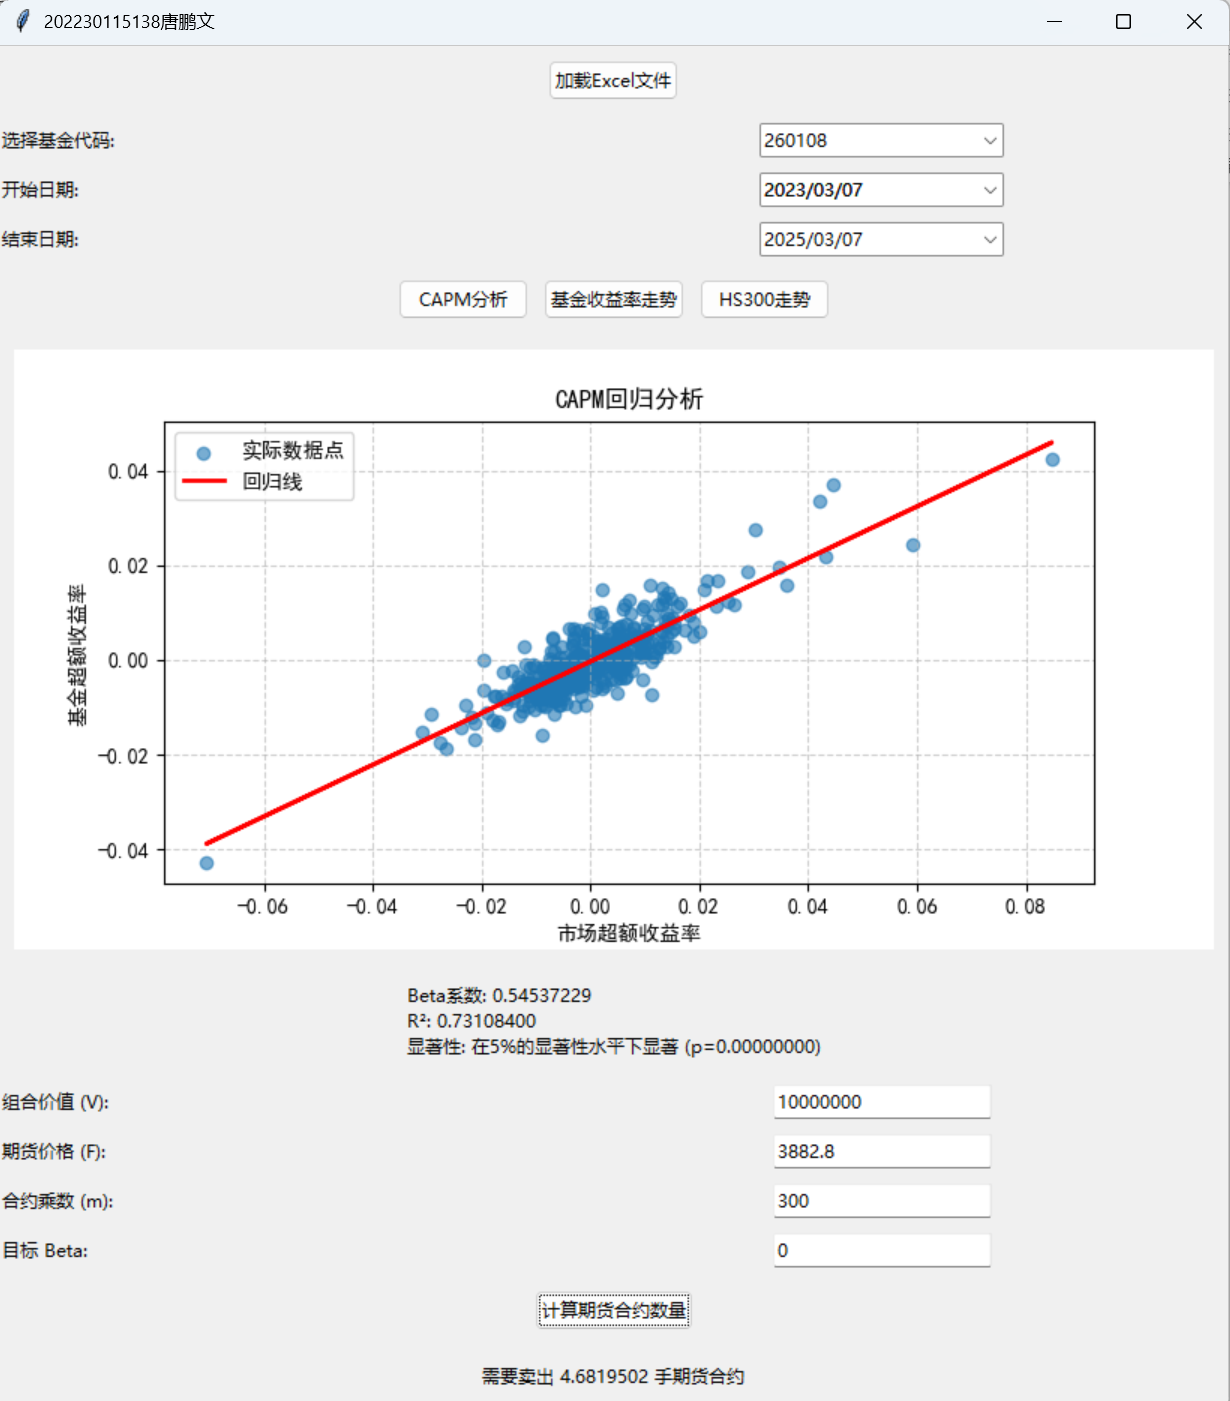 202230115138唐鹏文
加载Excel文件
选择基金代码:
260108
开始日期:
2023/03/07
结束日期:
2025/03/07
CAPM分析
基金收益率走势
HS300走势
CAPM回归分析
实际数据点
回归线
0.04
0.02
0.00
-0.02
-0.04
基金超额收益率
-0.06
-0.04
-0.02
0.00
0.02
0.04
0.06
0.08
市场超额收益率
Beta系数: 0.54537229
R²: 0.73108400
显著性: 在5%的显著性水平下显著 (p=0.00000000)
组合价值 (V):
10000000
期货价格 (F):
3882.8
合约乘数 (m):
300
目标 Beta:
0
计算期货合约数量
需要卖出 4.6819502 手期货合约